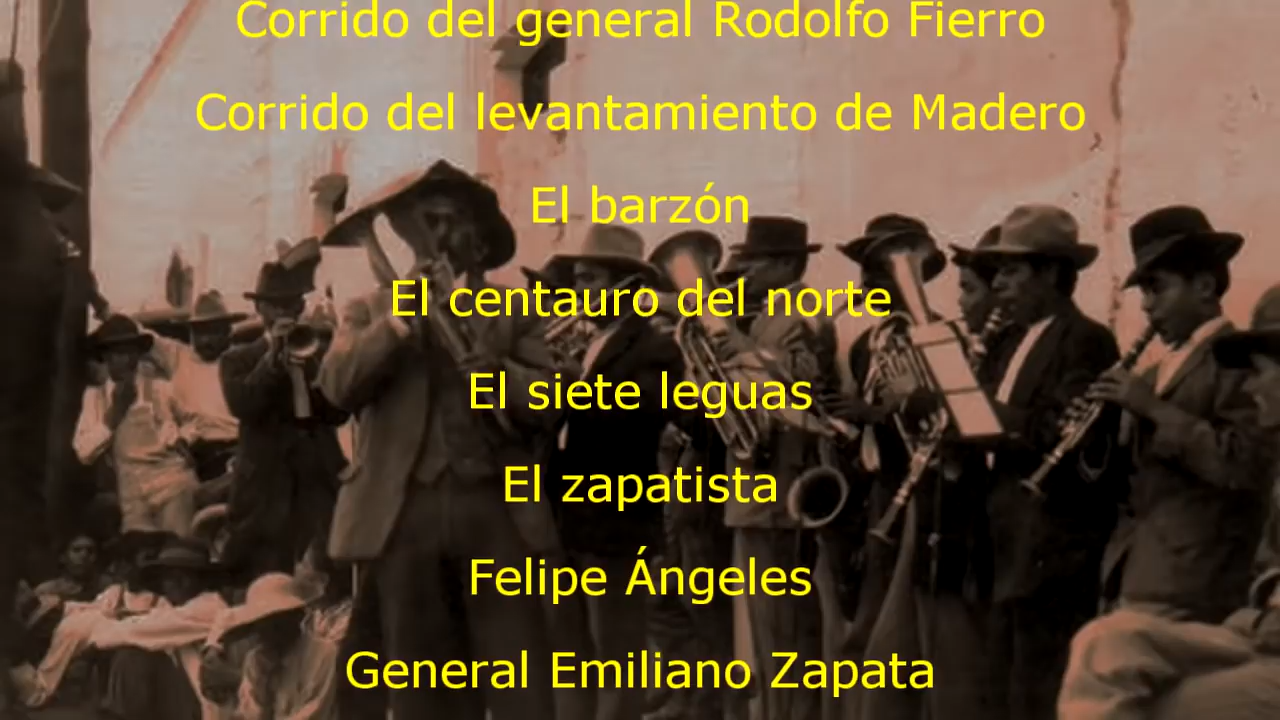 Corrido del general Rodolfo Fierro
Corrido del levantamiento de Madero
El barzón
El centauro del norte
El siete leguas
El zapatista
Felipe Ángeles
General Emiliano Zapata